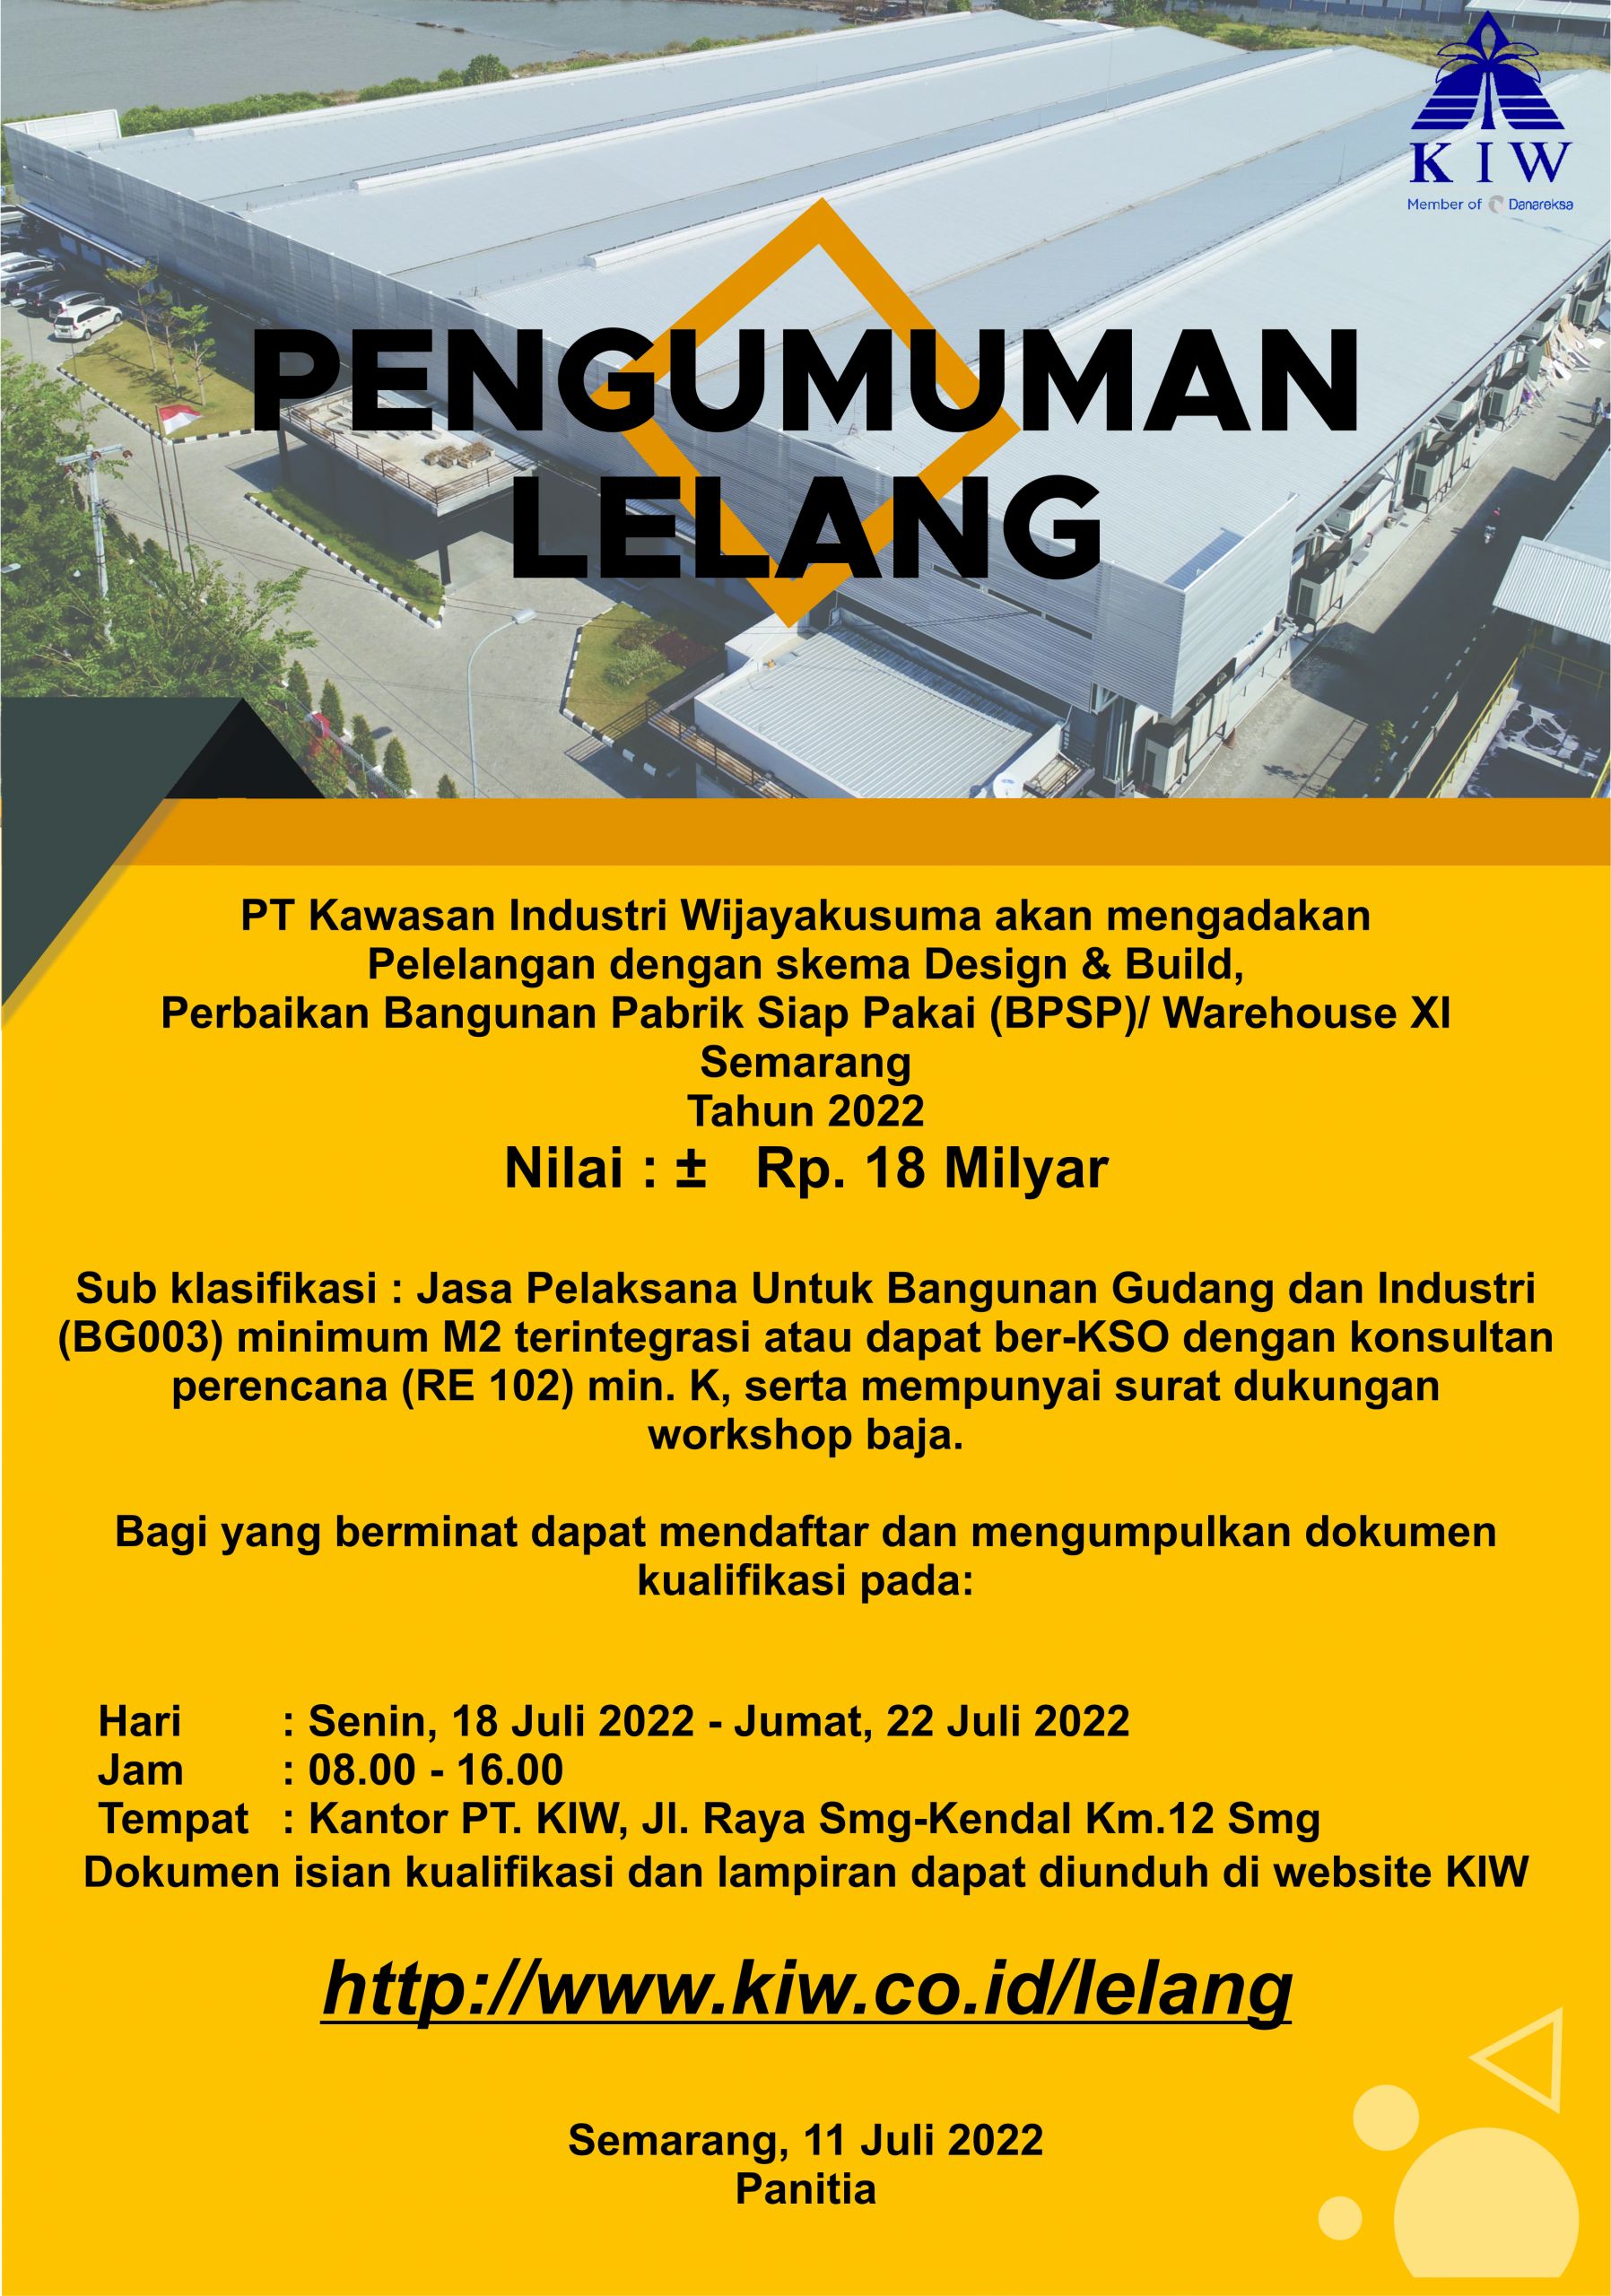 KIW
Member of Danareksa
PENGUMUMAN
LELANG
PT Kawasan Industri Wijayakusuma akan mengadakan
Pelelangan dengan skema Design & Build,
Perbaikan Bangunan Pabrik Siap Pakai (BPSP)/ Warehouse XI
Semarang
Tahun 2022
Nilai : ± Rp. 18 Milyar
Sub klasifikasi : Jasa Pelaksana Untuk Bangunan Gudang dan Industri
(BG003) minimum M2 terintegrasi atau dapat ber-KSO dengan konsultan
perencana (RE 102) min. K, serta mempunyai surat dukungan
workshop baja.
Bagi yang berminat dapat mendaftar dan mengumpulkan dokumen
kualifikasi pada:
Hari : Senin, 18 Juli 2022 - Jumat, 22 Juli 2022
Jam : 08.00 - 16.00
Tempat : Kantor PT. KIW, Jl. Raya Smg-Kendal Km.12 Smg
Dokumen isian kualifikasi dan lampiran dapat diunduh di website KIW
http://www.kiw.co.id/lelang
Semarang, 11 Juli 2022
Panitia